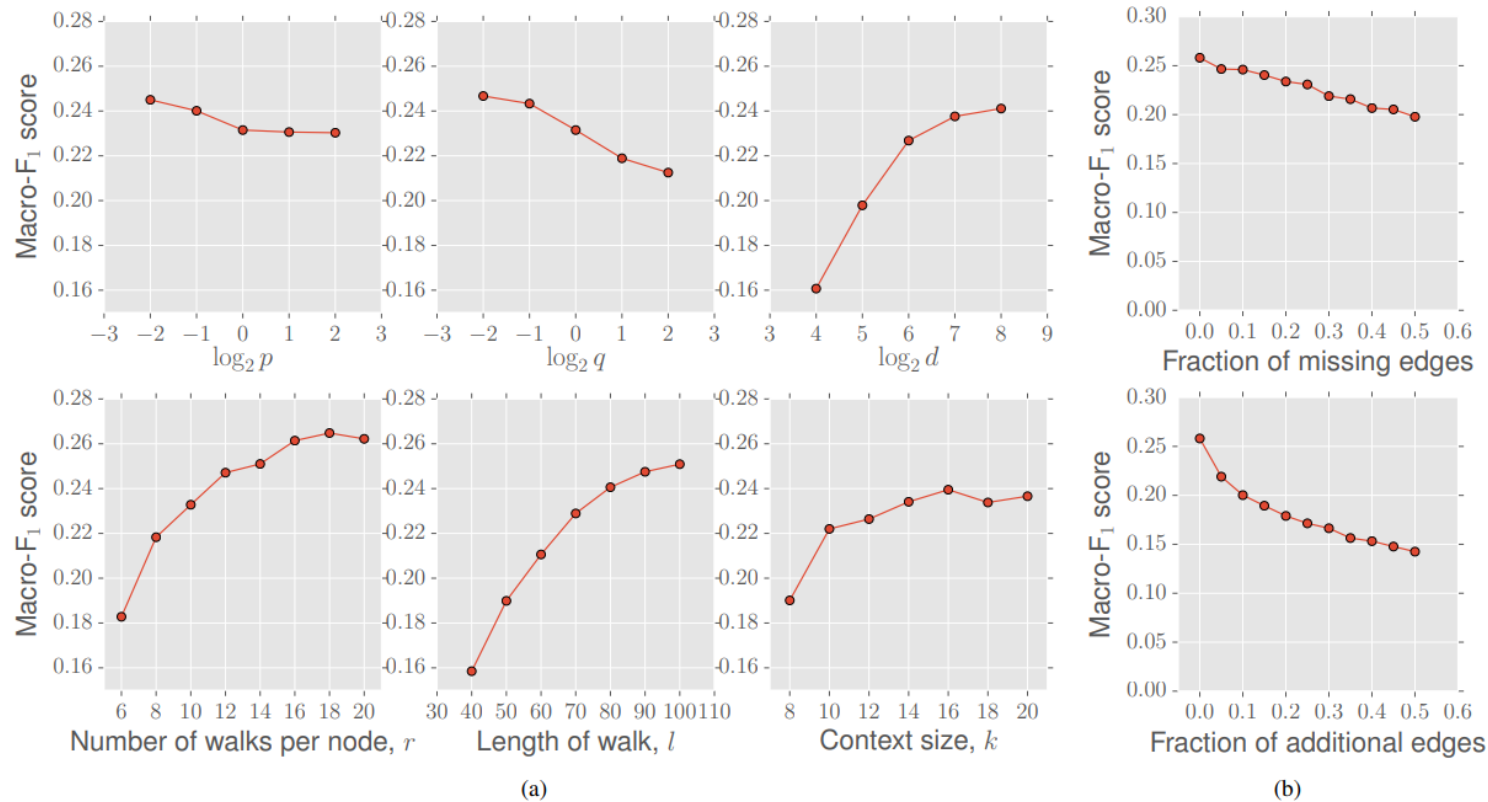 Macro-F1 score
0.28
0.26
0.24
0.22
0.20
0.18
0.16
−3 −2 −1 0 1 2 3
log2 p
0.28
0.26
0.24
0.22
0.20
0.18
0.16
−3 −2 −1 0 1 2 3
log2 q
0.28
0.26
0.24
0.22
0.20
0.18
0.16
3 4 5 6 7 8 9
log2 d
Macro-F1 score
0.30
0.25
0.20
0.15
0.10
0.05
0.00
0.0 0.1 0.2 0.3 0.4 0.5 0.6
Fraction of missing edges
Macro-F1 score
0.28
0.26
0.24
0.22
0.20
0.18
0.16
6 8 10 12 14 16 18 20
Number of walks per node, r
0.28
0.26
0.24
0.22
0.20
0.18
0.16
30 40 50 60 70 80 90 100 110
Length of walk, l
0.28
0.26
0.24
0.22
0.20
0.18
0.16
8 10 12 14 16 18 20
Context size, k
Macro-F1 score
0.30
0.25
0.20
0.15
0.10
0.05
0.00
0.0 0.1 0.2 0.3 0.4 0.5 0.6
Fraction of additional edges
(a)
(b)